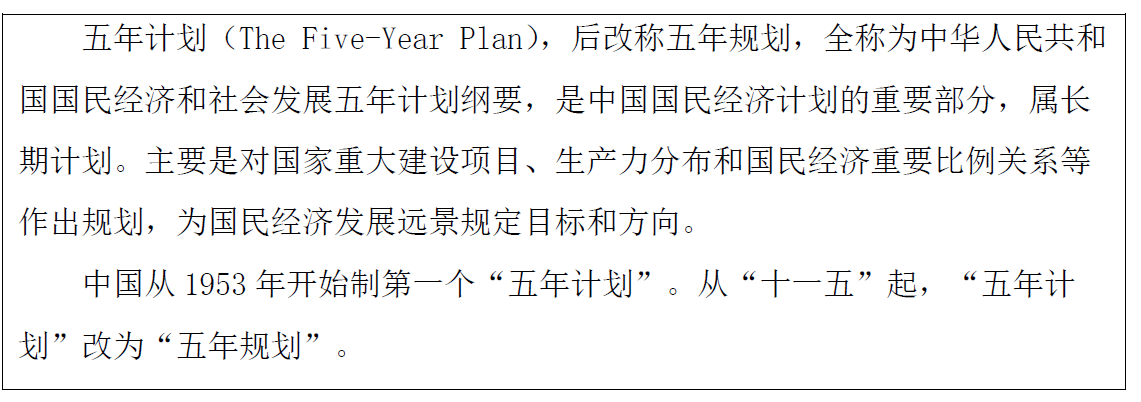 五年计划（The Five-Year Plan），后改称五年规划，全称为中华人民共和
国国民经济和社会发展五年计划纲要，是中国国民经济计划的重要部分，属长
期计划。主要是对国家重大建设项目、生产力分布和国民经济重要比例关系等
作出规划，为国民经济发展远景规定目标和方向。
中国从 1953 年开始制第一个“五年计划”。从“十一五”起，“五年计
划”改为“五年规划”。